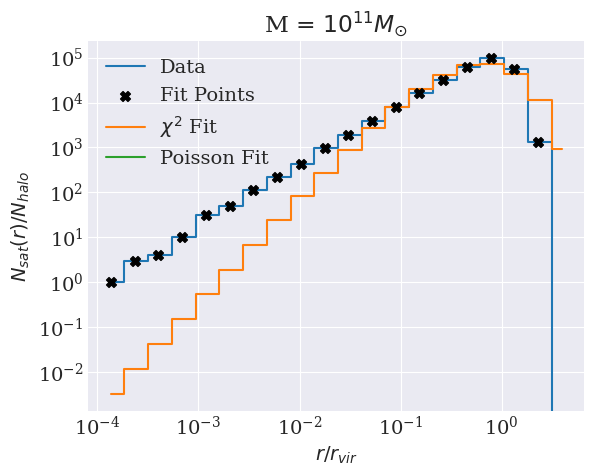 M = 10¹¹M⊙
Data
Fit Points
χ² Fit
Poisson Fit
N_sat(r)/N_halo
10⁵
10⁴
10³
10²
10¹
10⁰
10⁻¹
10⁻²
10⁻⁴ 10⁻³ 10⁻² 10⁻¹ 10⁰
r/r_vir